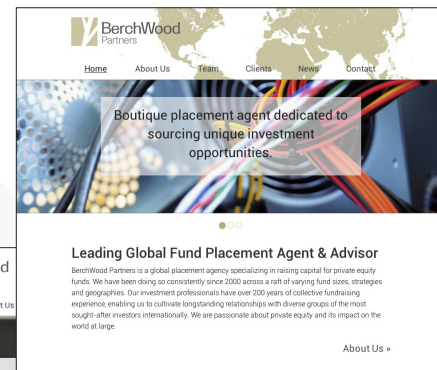 BerchWood
Partners
Home About Us Team Clients News Contact
Boutique placement agent dedicated to
sourcing unique investment
opportunities.
Leading Global Fund Placement Agent & Advisor
BerchWood Partners is a global placement agency specializing in raising capital for private equity
funds. We have been doing so consistently since 2000 across a raft of varying fund sizes, strategies
and geographies. Our investment professionals have over 200 years of collective fundraising
experience, enabling us to cultivate longstanding relationships with diverse groups of the most
sought-after investors internationally. We are passionate about private equity and its impact on the
world at large.
About Us »
d
t Us